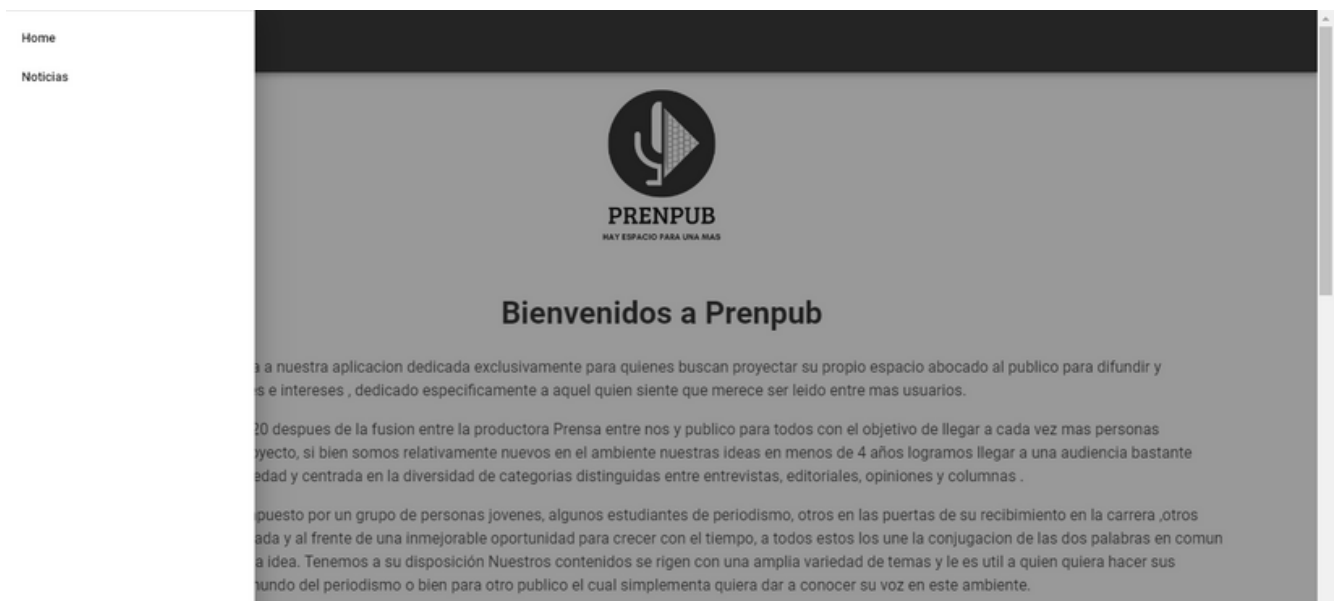 Home
Noticias
PRENPUB
HAY ESPACIO PARA UNA MAS
Bienvenidos a Prenpub
a nuestra aplicacion dedicada exclusivamente para quienes buscan proyectar su propio espacio abocado al publico para difundir y
e intereses , dedicado especificamente a aquel quien siente que merece ser leido entre mas usuarios.
20 despues de la fusion entre la productora Prensa entre nos y publico para todos con el objetivo de llegar a cada vez mas personas
oyecto, si bien somos relativamente nuevos en el ambiente nuestras ideas en menos de 4 años logramos llegar a una audiencia bastante
edad y centrada en la diversidad de categorias distinguidas entre entrevistas, editoriales, opiniones y columnas .
puesto por un grupo de personas jovenes, algunos estudiantes de periodismo, otros en las puertas de su recibimiento en la carrera ,otros
ada y al frente de una inmejorable oportunidad para crecer con el tiempo, a todos estos los une la conjugacion de las dos palabras en comun
a idea. Tenemos a su disposición Nuestros contenidos se rigen con una amplia variedad de temas y le es util a quien quiera hacer sus
mundo del periodismo o bien para otro publico el cual simplementa quiera dar a conocer su voz en este ambiente.